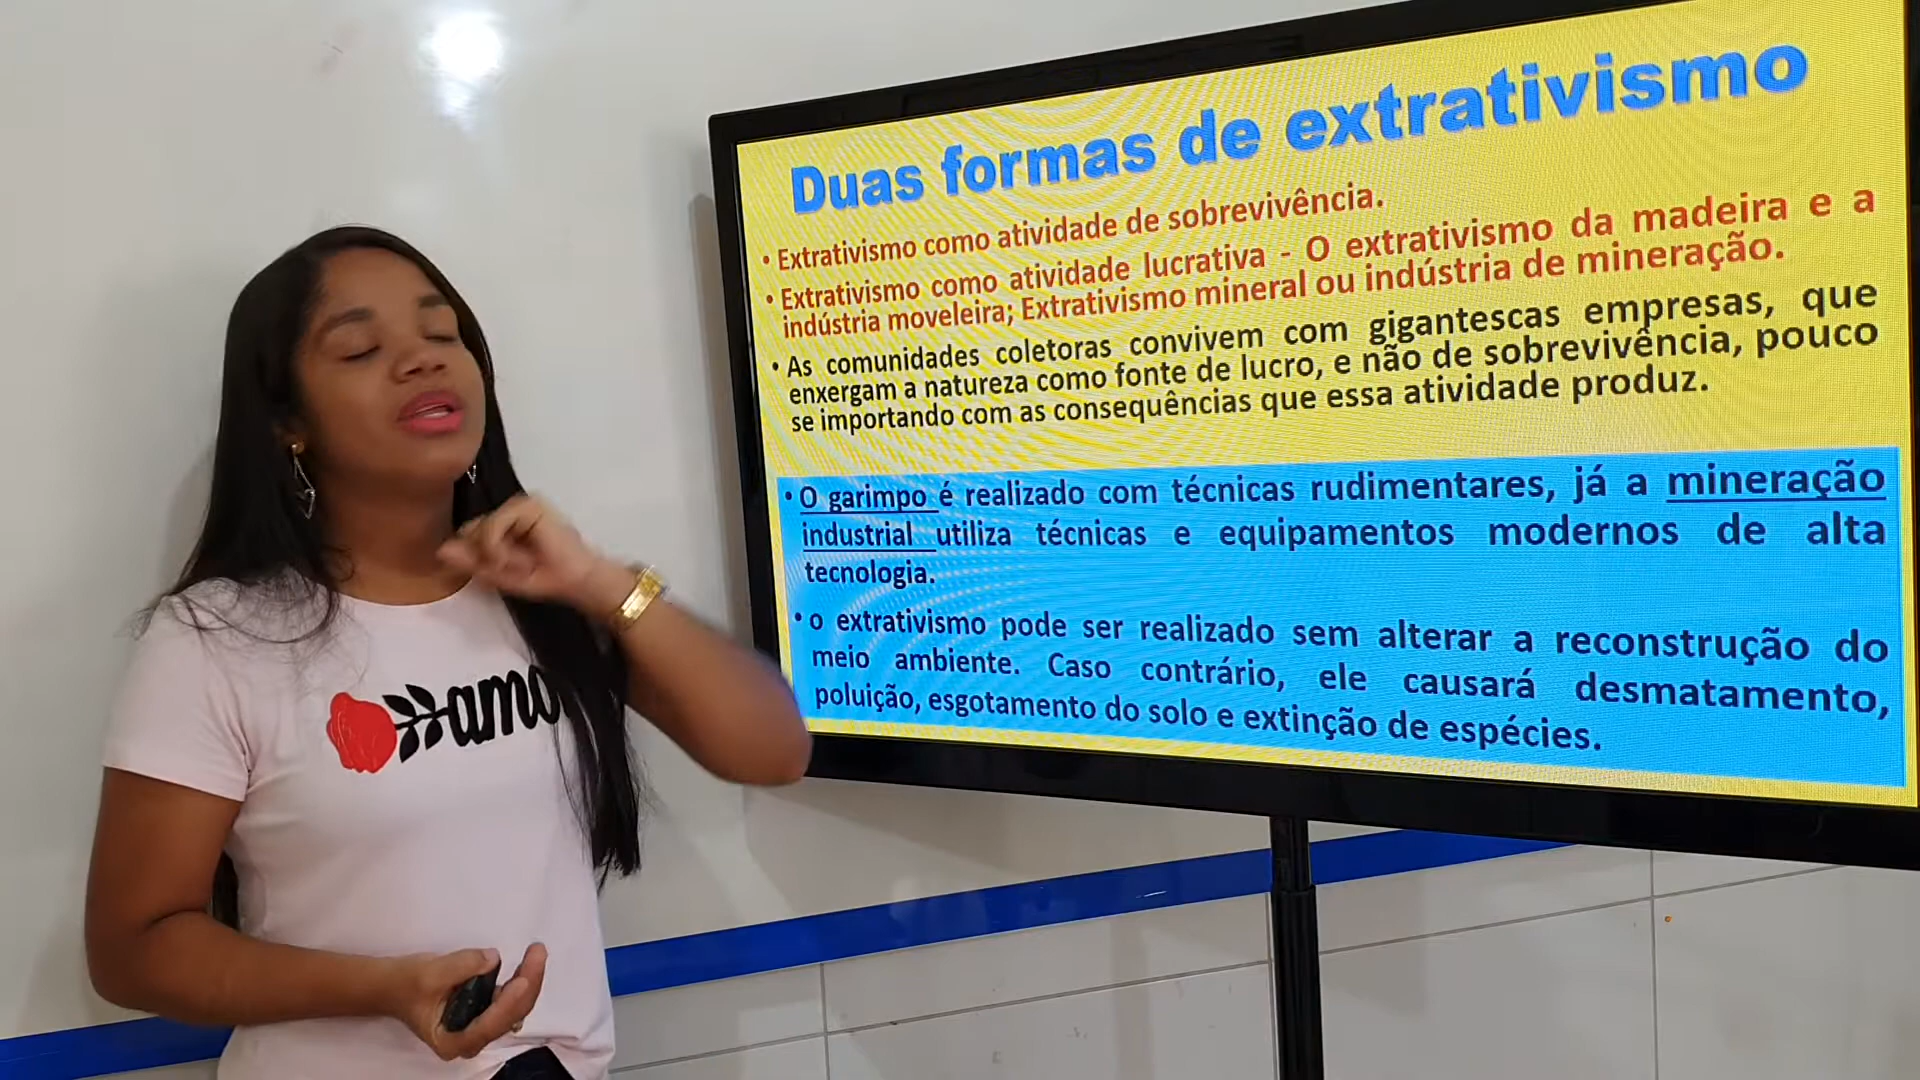 Duas formas de extrativismo
• Extrativismo como atividade de sobrevivência.
• Extrativismo como atividade lucrativa - O extrativismo da madeira e a
indústria moveleira; Extrativismo mineral ou indústria de mineração.
• As comunidades coletoras convivem com gigantescas empresas, que
enxergam a natureza como fonte de lucro, e não de sobrevivência, pouco
se importando com as consequências que essa atividade produz.
• O garimpo é realizado com técnicas rudimentares, já a mineração
industrial utiliza técnicas e equipamentos modernos de alta
tecnologia.
• o extrativismo pode ser realizado sem alterar a reconstrução do
meio ambiente. Caso contrário, ele causará desmatamento,
poluição, esgotamento do solo e extinção de espécies.
amo